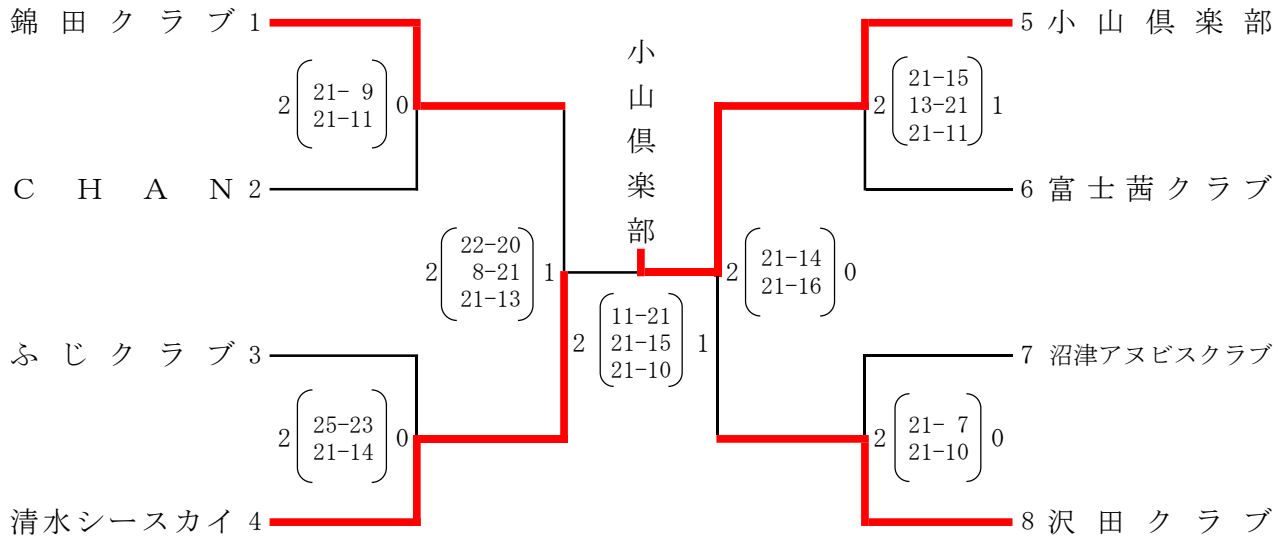 錦田クラブ 1
2 21- 9 0
21-11
CHAN 2
2 22-20 1
8-21
21-13
ふじクラブ 3
2 25-23 0
21-14
清水シースカイ 4
小山倶楽部
2 11-21 1
21-15
21-10
5 小山倶楽部
2 21-15 1
13-21
21-11
6 富士茜クラブ
2 21-14 0
21-16
7 沼津アヌビスクラブ
2 21- 7 0
21-10
8 沢田クラブ